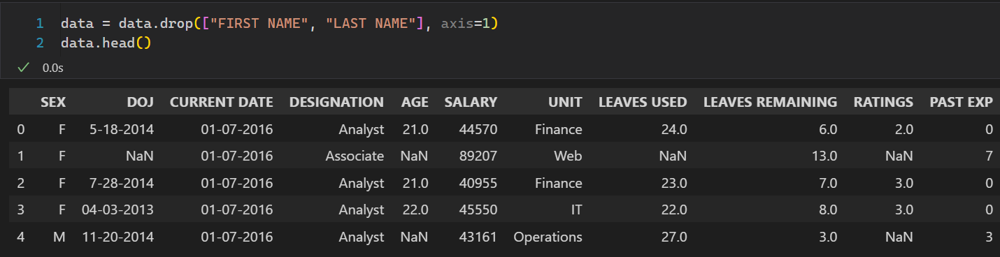 1 data = data.drop(["FIRST NAME", "LAST NAME"], axis=1)
2 data.head()
0.0s
SEX DOJ CURRENT DATE DESIGNATION AGE SALARY UNIT LEAVES USED LEAVES REMAINING RATINGS PAST EXP
0 F 5-18-2014 01-07-2016 Analyst 21.0 44570 Finance 24.0 6.0 2.0 0
1 F NaN 01-07-2016 Associate NaN 89207 Web NaN 13.0 NaN 7
2 F 7-28-2014 01-07-2016 Analyst 21.0 40955 Finance 23.0 7.0 3.0 0
3 F 04-03-2013 01-07-2016 Analyst 22.0 45550 IT 22.0 8.0 3.0 0
4 M 11-20-2014 01-07-2016 Analyst NaN 43161 Operations 27.0 3.0 NaN 3